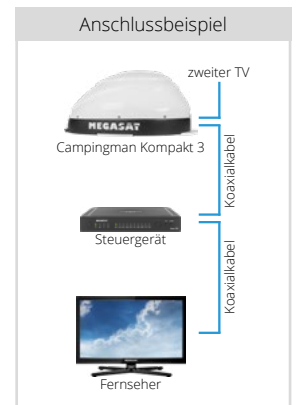 Anschlussbeispiel
zweiter TV
MEGASAT
Campingman Kompakt 3
Koaxialkabel
Steuergerät
Koaxialkabel
Fernseher